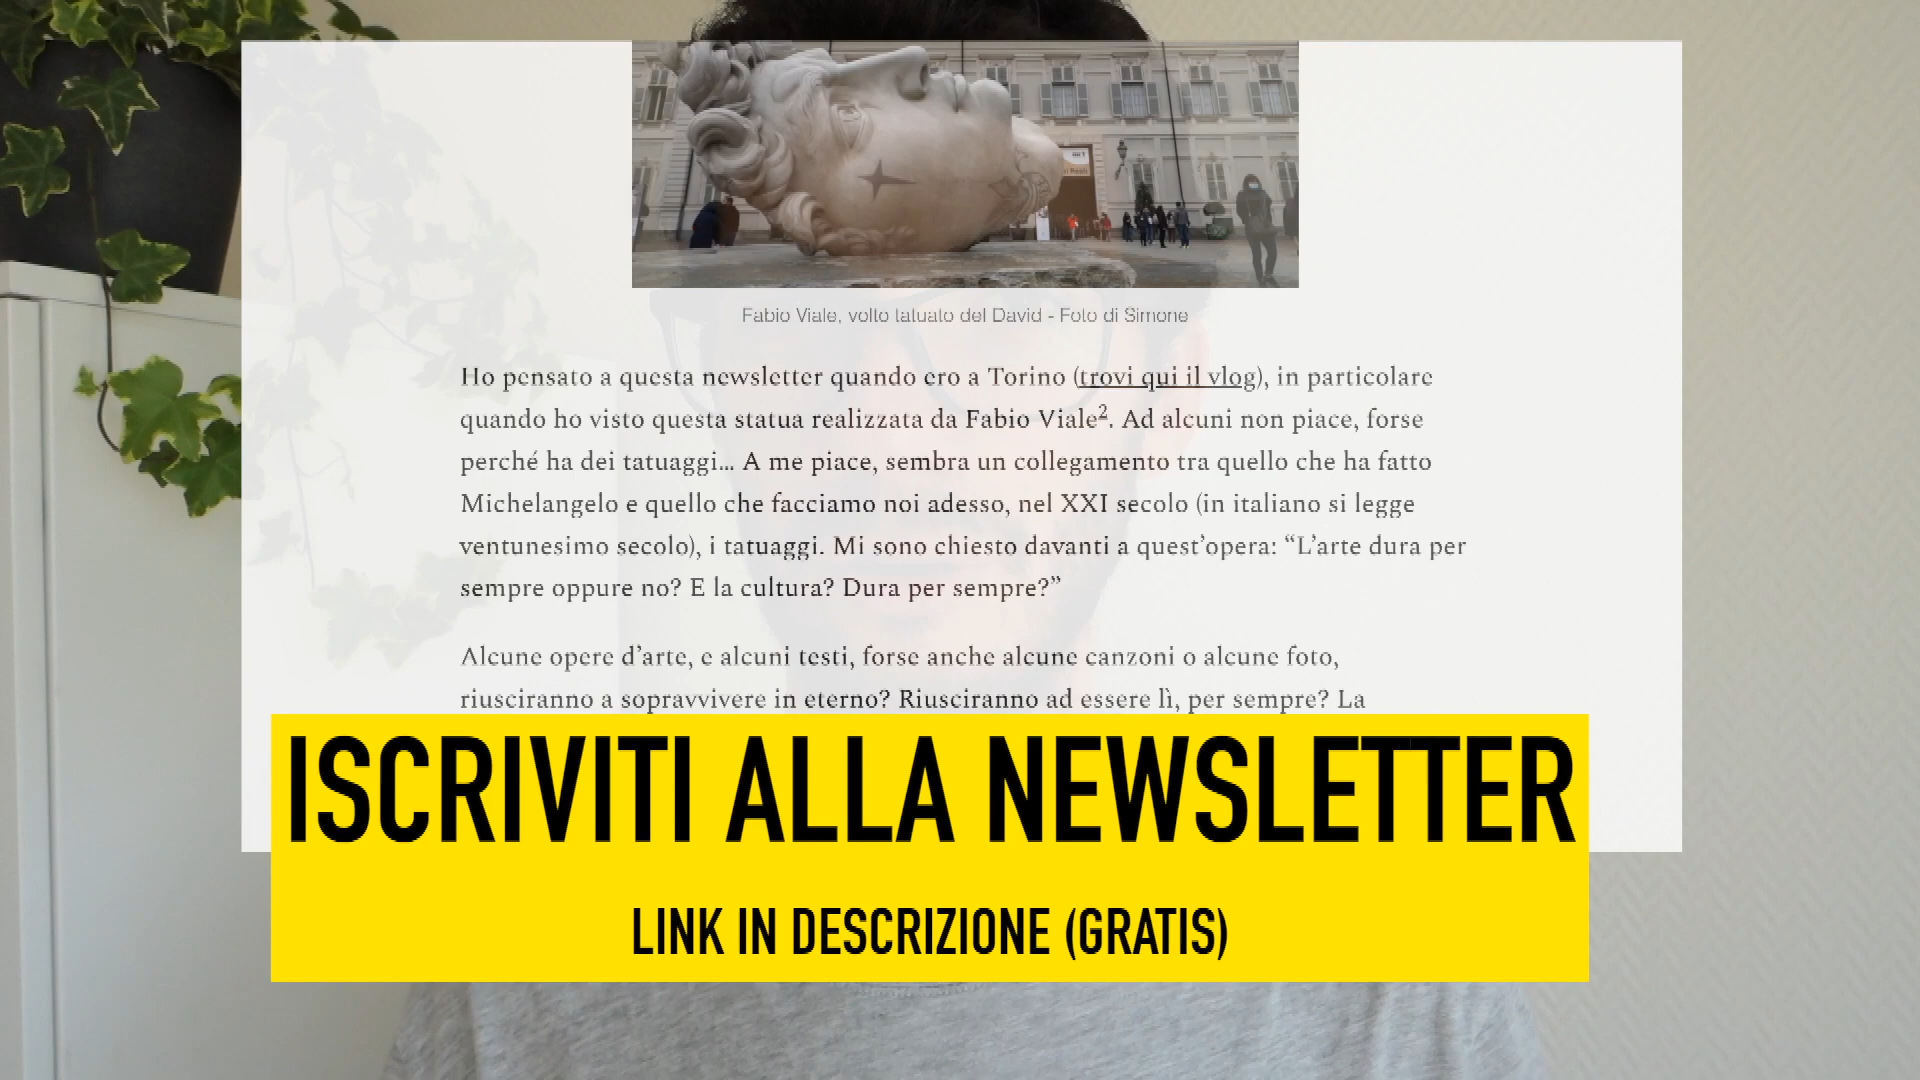 Fabio Viale, volto tatuato del David - Foto di Simone
Ho pensato a questa newsletter quando ero a Torino (trovi qui il vlog), in particolare
quando ho visto questa statua realizzata da Fabio Viale². Ad alcuni non piace, forse
perché ha dei tatuaggi... A me piace, sembra un collegamento tra quello che ha fatto
Michelangelo e quello che facciamo noi adesso, nel XXI secolo (in italiano si legge
ventunesimo secolo), i tatuaggi. Mi sono chiesto davanti a quest’opera: “L’arte dura per
sempre oppure no? E la cultura? Dura per sempre?”
Alcune opere d’arte, e alcuni testi, forse anche alcune canzoni o alcune foto,
riusciranno a sopravvivere in eterno? Riusciranno ad essere lì, per sempre? La
ISCRIVITI ALLA NEWSLETTER
LINK IN DESCRIZIONE (GRATIS)